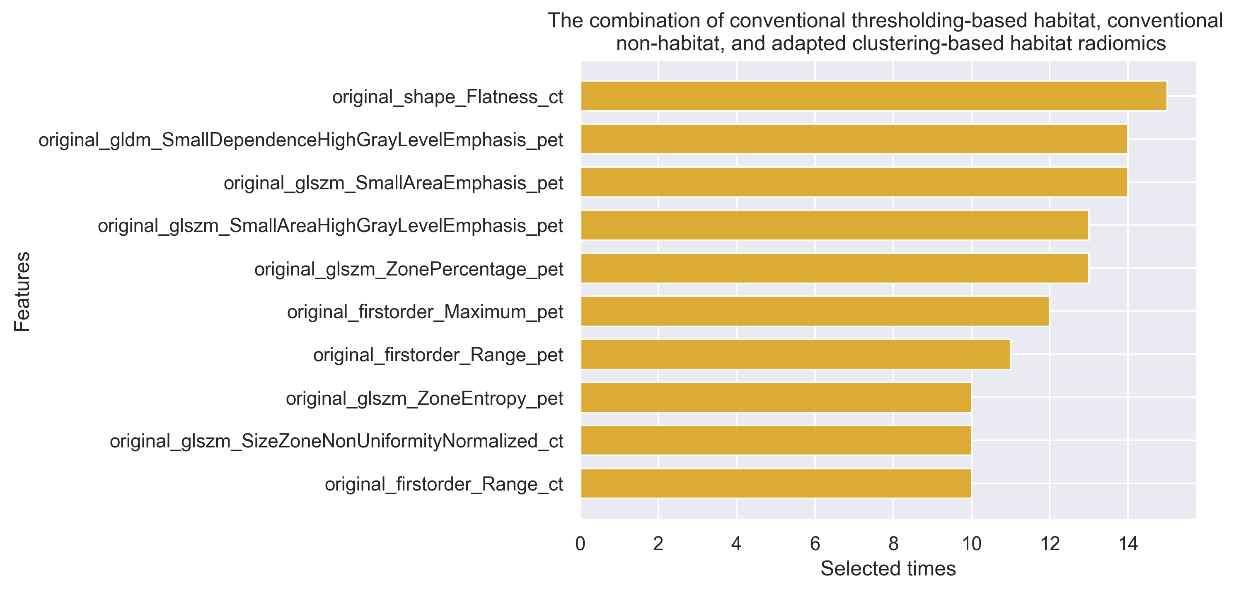 The combination of conventional thresholding-based habitat, conventional
non-habitat, and adapted clustering-based habitat radiomics
Features
original_shape_Flatness_ct
original_gldm_SmallDependenceHighGrayLevelEmphasis_pet
original_glszm_SmallAreaEmphasis_pet
original_glszm_SmallAreaHighGrayLevelEmphasis_pet
original_glszm_ZonePercentage_pet
original_firstorder_Maximum_pet
original_firstorder_Range_pet
original_glszm_ZoneEntropy_pet
original_glszm_SizeZoneNonUniformityNormalized_ct
original_firstorder_Range_ct
0 2 4 6 8 10 12 14
Selected times